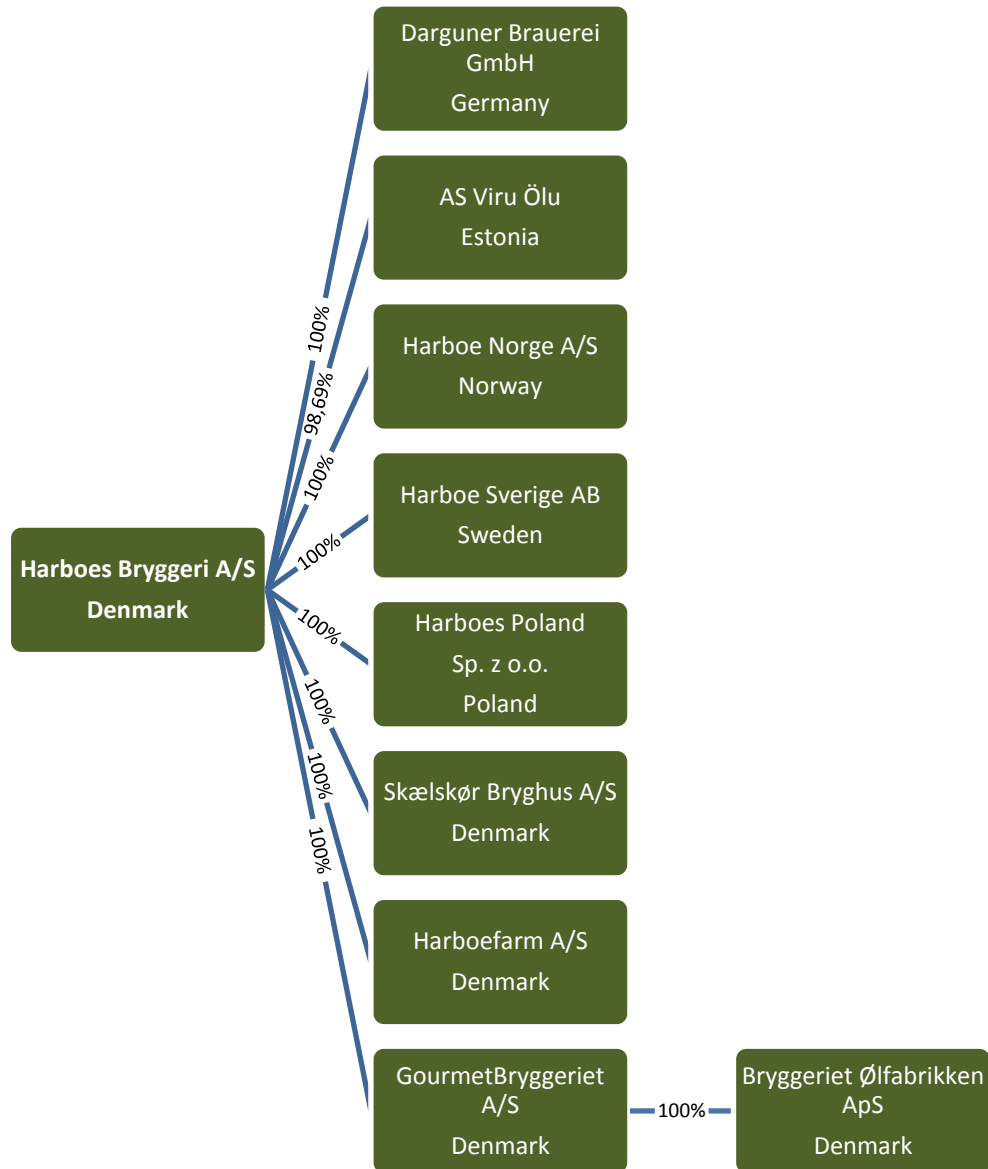 Harboes Bryggeri A/S
Denmark
100%
98,69%
100%
100%
100%
100%
100%
100%
Darguner Brauerei
GmbH
Germany
AS Viru Ölu
Estonia
Harboe Norge A/S
Norway
Harboe Sverige AB
Sweden
Harboes Poland
Sp. z o.o.
Poland
Skælskør Bryghus A/S
Denmark
Harboefarm A/S
Denmark
GourmetBryggeriet
A/S
Denmark
100%
Bryggeriet Ølfabrikken
ApS
Denmark